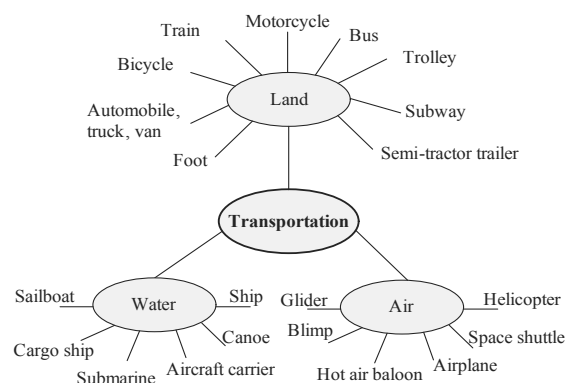 Motorcycle
Train
Bus
Trolley
Bicycle
Land
Automobile,
truck, van
Subway
Foot
Semi-tractor trailer
Transportation
Sailboat
Water
Ship
Cargo ship
Canoe
Submarine
Aircraft carrier
Glider
Air
Helicopter
Blimp
Space shuttle
Hot air baloon
Airplane